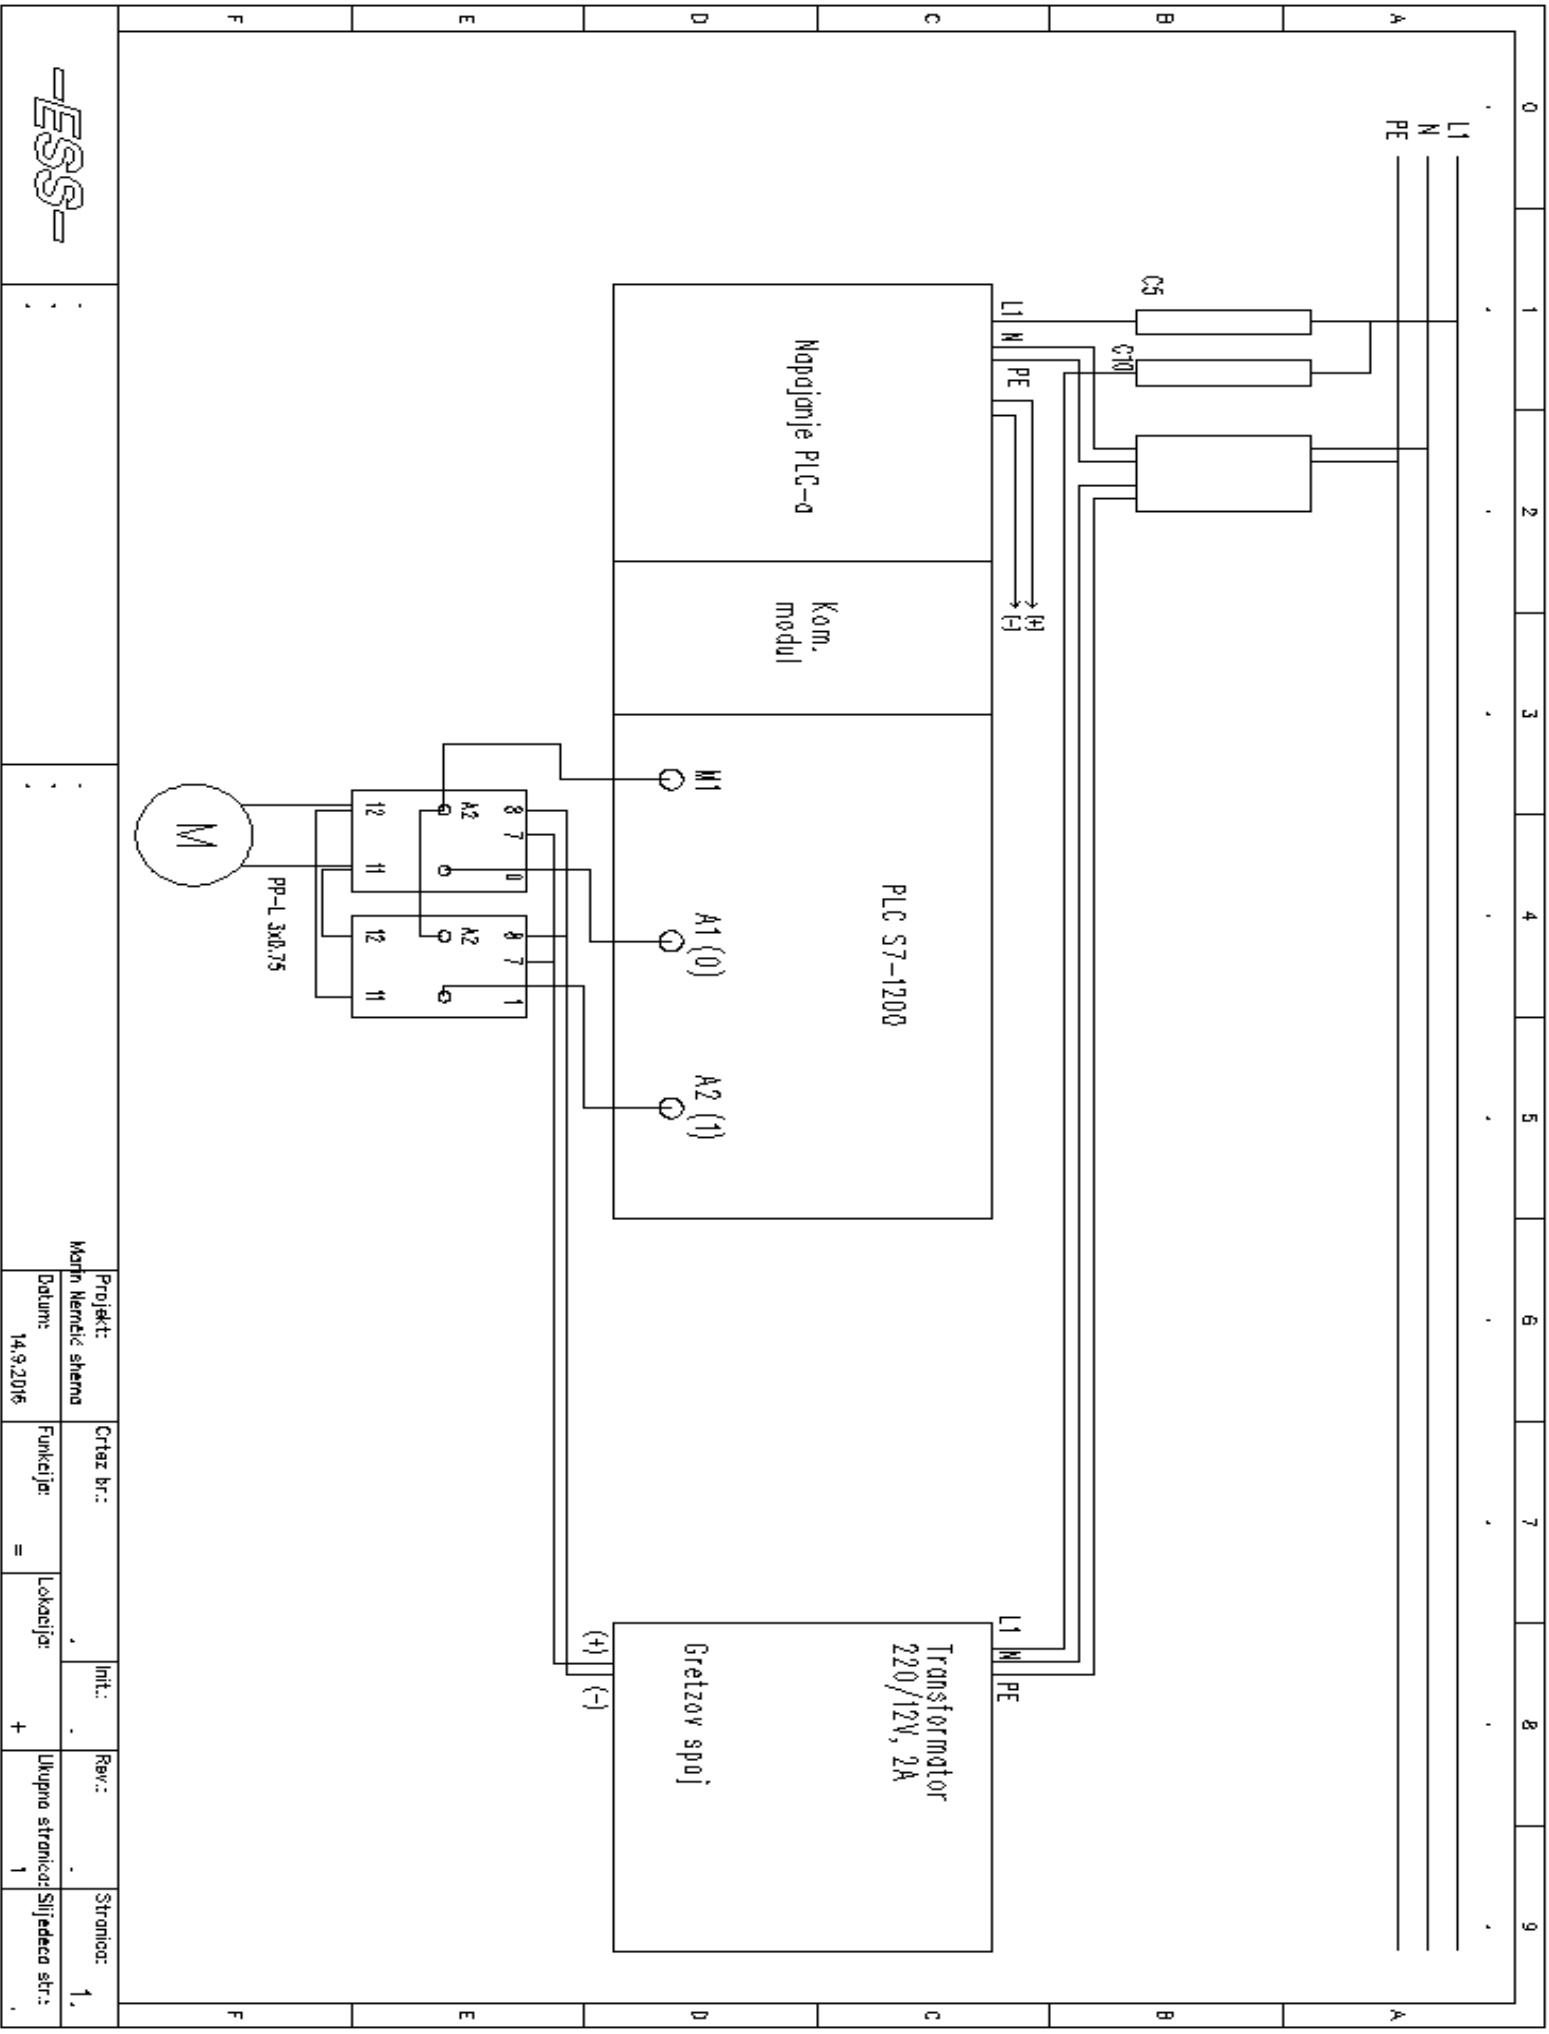 0 1 2 3 4 5 6 7 8 9
A
A
B
B
C
C
D
D
E
E
F
F
L1
N
PE
C5
C10
L1 N
PE
(+)
(-)
Napajanje PLC-a
Kom.
modul
PLC S7-1200
M1
A1 (0)
A2 (1)
8 7 0
A2
12 11
8 7 1
A2
12 11
PP-L 3x0.75
M
L1 N PE
Transformator
220/12V, 2A
Gretzov spoj
(+) (-)
-ESS-
Projekt:
Marin Nemčić shema
Crtez br.:
Init.:
Rev.:
Stranica:
1.
Datum:
14.9.2016
Funkcija:
=
Lokacija:
+
Ukupno stranica:
1
Slijedeca str.: